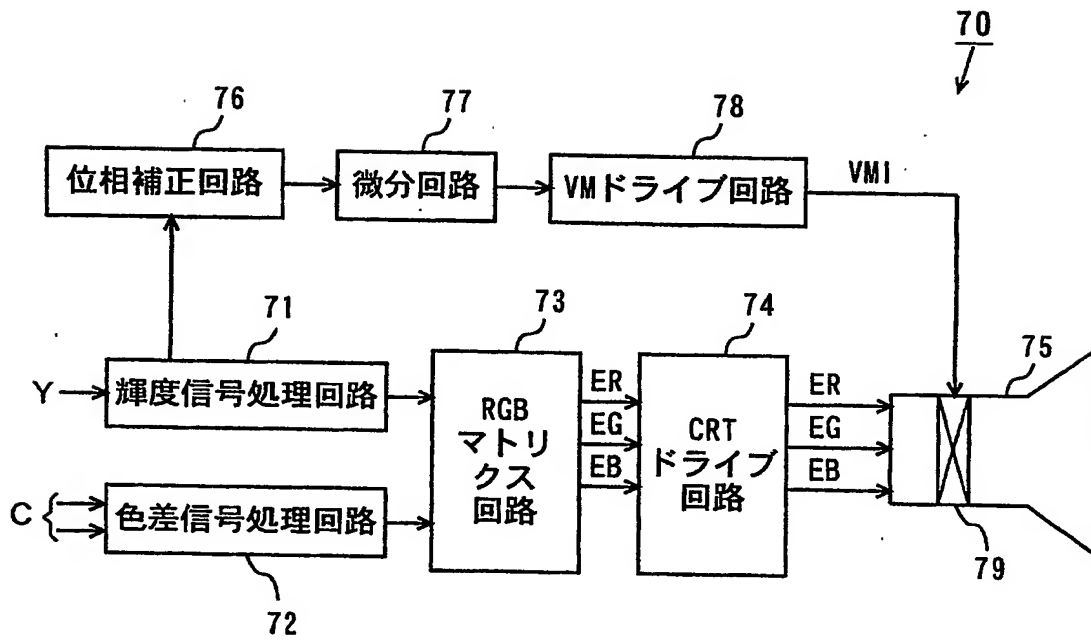 70
76
77
78
位相補正回路
微分回路
VMドライブ回路
VMI
71
73
74
75
Y
輝度信号処理回路
RGB
マトリ
クス
回路
ER
EG
EB
CRT
ドライブ
回路
ER
EG
EB
C
色差信号処理回路
79
72